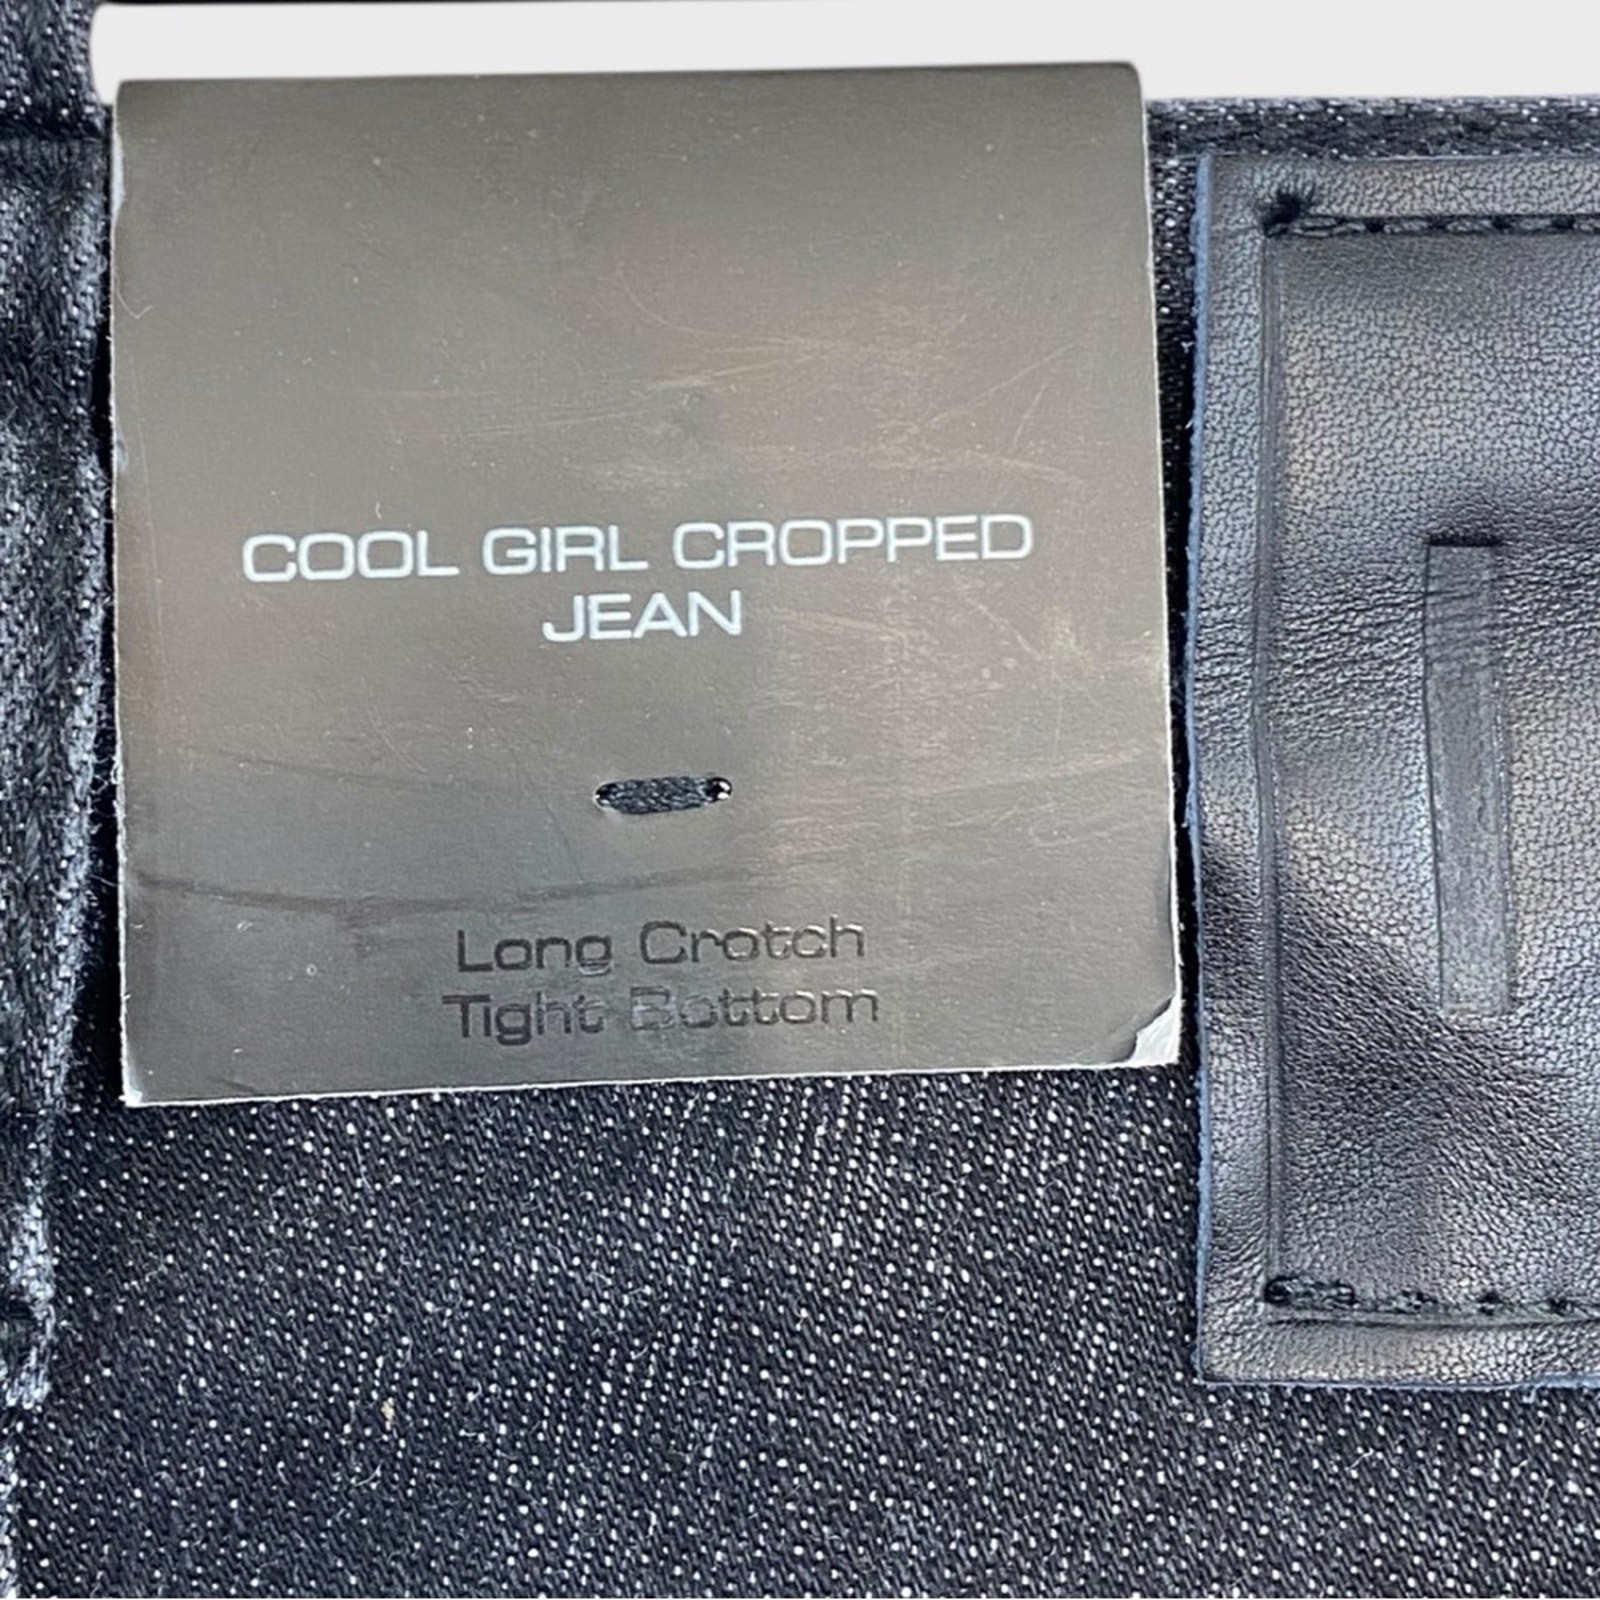 COOL GIRL CROPPED
JEAN
Long Crotch
Tight Bottom